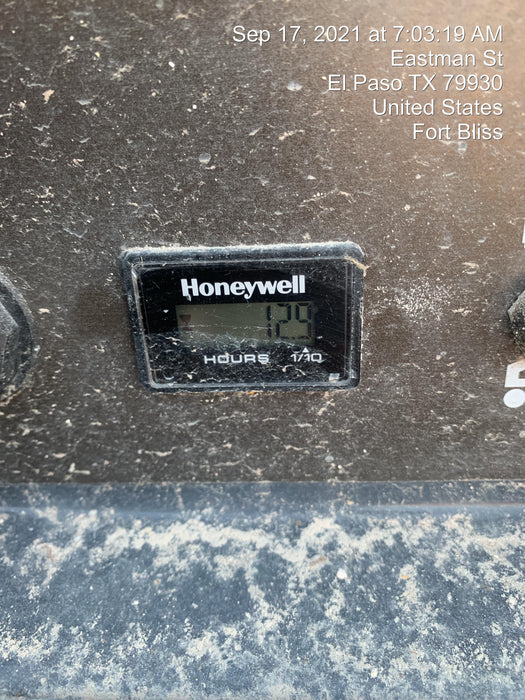 Sep 17, 2021 at 7:03:19 AM
Eastman St
El Paso TX 79930
United States
Fort Bliss
Honeywell
129
HOURS 1/10